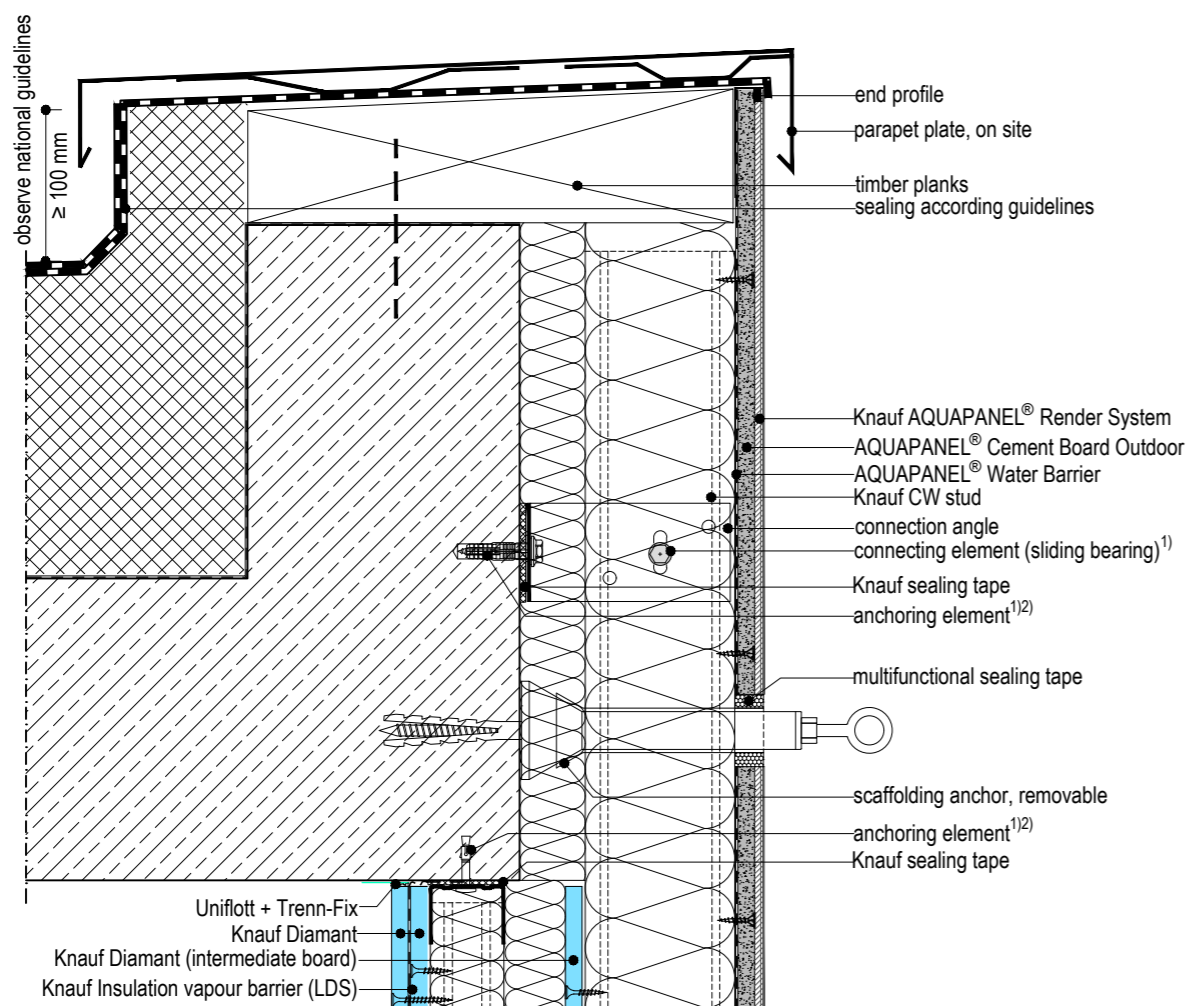 observe national guidelines
≥ 100 mm
end profile
parapet plate, on site
timber planks
sealing according guidelines
Knauf AQUAPANEL® Render System
AQUAPANEL® Cement Board Outdoor
AQUAPANEL® Water Barrier
Knauf CW stud
connection angle
connecting element (sliding bearing)1)
Knauf sealing tape
anchoring element1)2)
multifunctional sealing tape
scaffolding anchor, removable
anchoring element1)2)
Knauf sealing tape
Uniflott + Trenn-Fix
Knauf Diamant
Knauf Diamant (intermediate board)
Knauf Insulation vapour barrier (LDS)